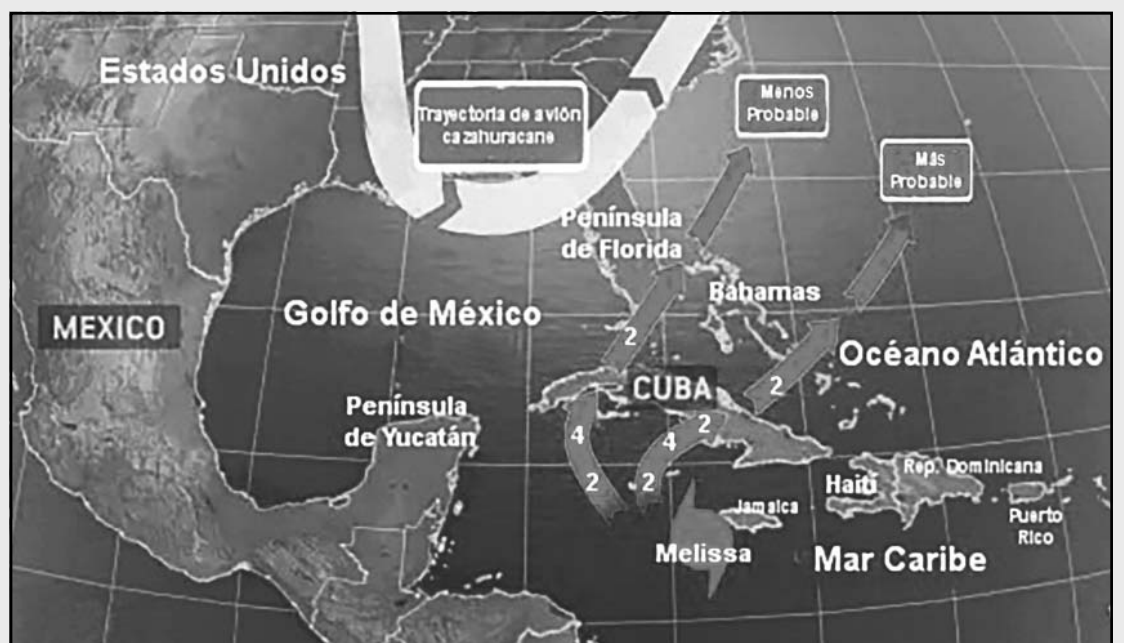 Estados Unidos
Trayectoria de avión
cazahuracane
Menos
Probable
Más
Probable
Península
de Florida
Bahamas
MEXICO
Golfo de México
2
Océano Atlántico
CUBA
2
Península
de Yucatán
4
4
2
2
2
Rep. Dominicana
Haití
Jamaica
Puerto
Rico
Melissa
Mar Caribe